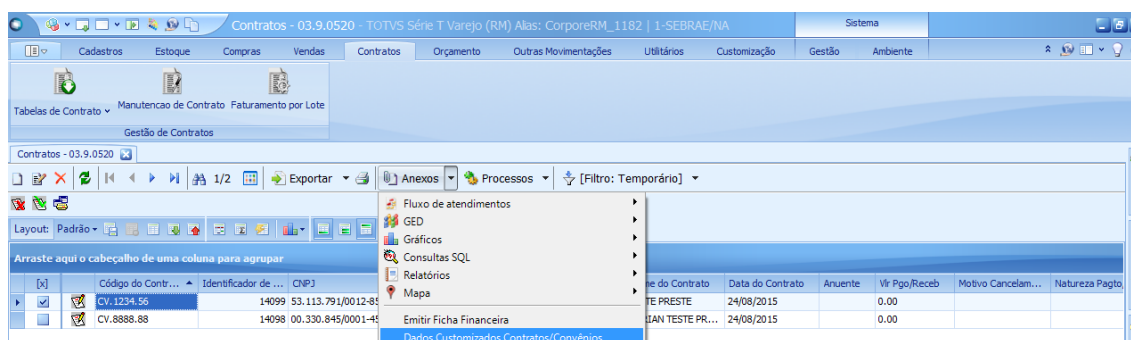 Contratos - 03.9.0520 - TOTVS Série T Varejo (RM) Alias: CorporeRM_1182 | 1-SEBRAE/NA
Sistema
Cadastros Estoque Compras Vendas Contratos Orçamento Outras Movimentações Utilitários Customização Gestão Ambiente
Tabelas de Contrato Manutencao de Contrato Faturamento por Lote
Gestão de Contratos
Contratos - 03.9.0520
1/2 Exportar Anexos Processos [Filtro: Temporário]
Fluxo de atendimentos
Layout: Padrão
GED
Gráficos
Arraste aqui o cabeçalho de uma coluna para agrupar
Consultas SQL
Relatórios
Mapa
[x] Código do Contr... Identificador de ... CNPJ do Contrato Data do Contrato Anuente Vlr Pgo/Receb Motivo Cancelam... Natureza Pagto
CV.1234.56 14099 53.113.791/0012-85 TE PRESTE 24/08/2015 0.00
CV.8888.88 14098 00.330.845/0001-45 IAN TESTE PR... 24/08/2015 0.00
Emitir Ficha Financeira
Dados Customizados Contratos/Convênios